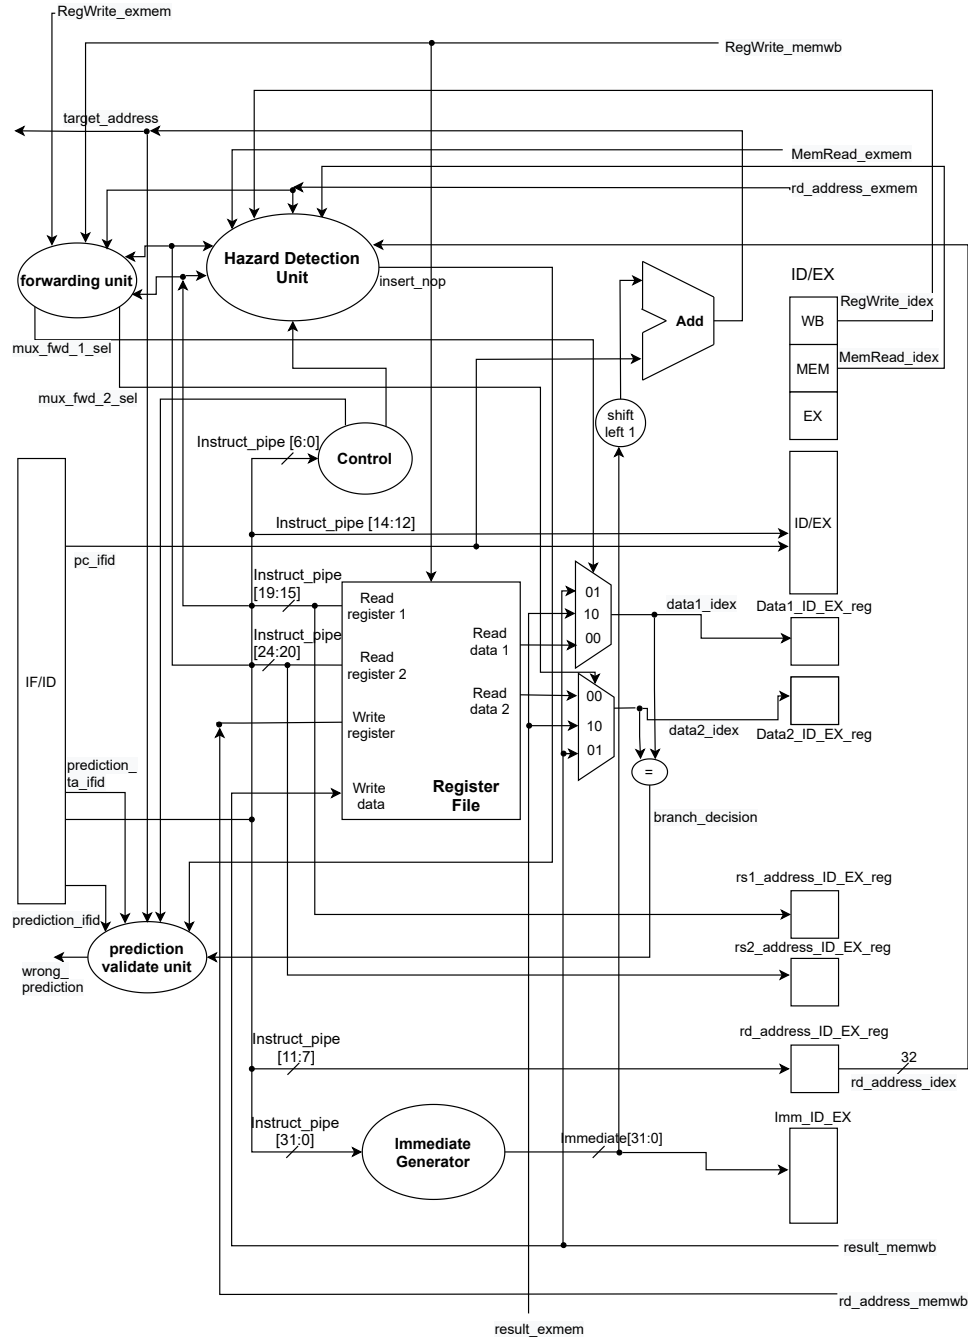 RegWrite_exmem
RegWrite_memwb
target_address
MemRead_exmem
rd_address_exmem
Hazard Detection
Unit
forwarding unit
insert_nop
ID/EX
RegWrite_idex
WB
Add
mux_fwd_1_sel
MemRead_idex
MEM
mux_fwd_2_sel
EX
shift
left 1
Instruct_pipe [6:0]
Control
Instruct_pipe [14:12]
ID/EX
pc_ifid
Instruct_pipe
[19:15]
Read
register 1
01
10
00
data1_idex
Data1_ID_EX_reg
Instruct_pipe
[24:20]
Read
register 2
Read
data 1
IF/ID
Read
data 2
00
10
01
data2_idex
Data2_ID_EX_reg
Write
register
prediction_
ta_ifid
Write
data
Register
File
=
branch_decision
rs1_address_ID_EX_reg
prediction_ifid
prediction
validate unit
rs2_address_ID_EX_reg
wrong_
prediction
Instruct_pipe
[11:7]
rd_address_ID_EX_reg
32
rd_address_idex
Instruct_pipe
[31:0]
Immediate
Generator
Immediate[31:0]
Imm_ID_EX
result_memwb
rd_address_memwb
result_exmem